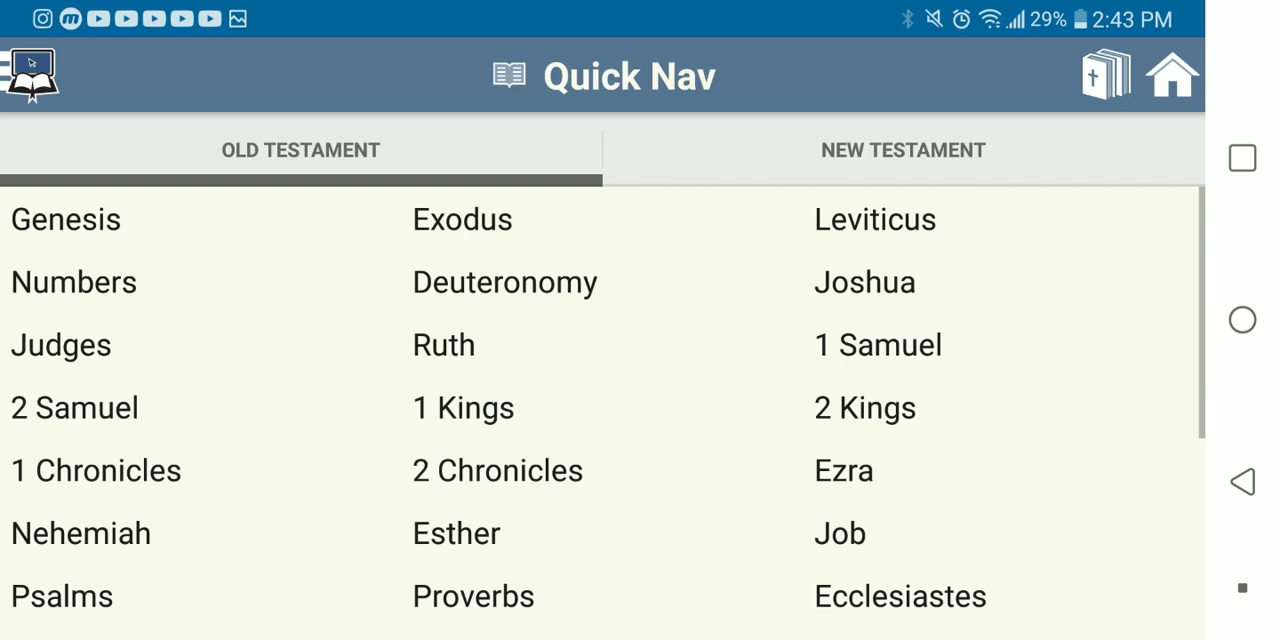 29% 2:43 PM
Quick Nav
OLD TESTAMENT NEW TESTAMENT
Genesis Exodus Leviticus
Numbers Deuteronomy Joshua
Judges Ruth 1 Samuel
2 Samuel 1 Kings 2 Kings
1 Chronicles 2 Chronicles Ezra
Nehemiah Esther Job
Psalms Proverbs Ecclesiastes